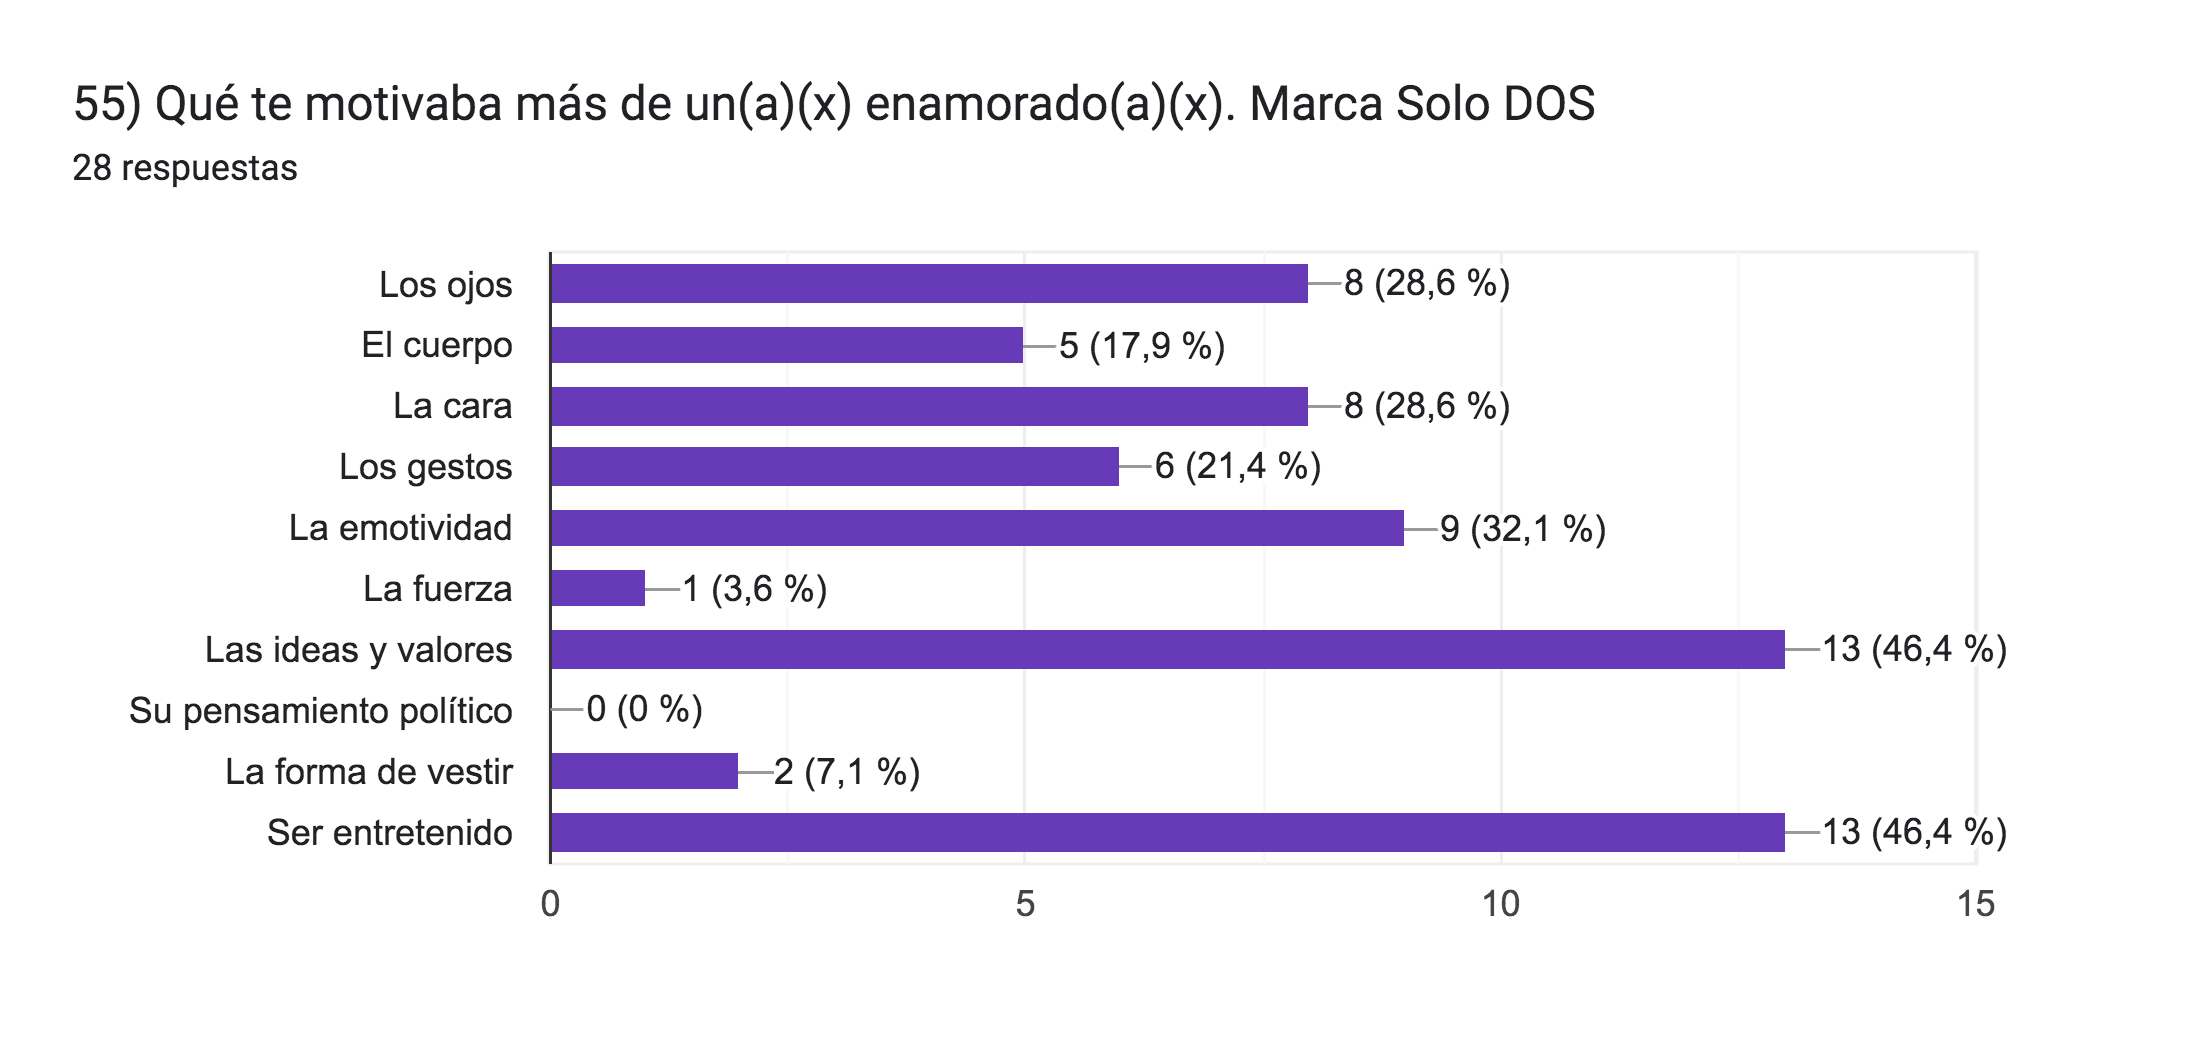 55) Qué te motivaba más de un(a)(x) enamorado(a)(x). Marca Solo DOS
28 respuestas
Los ojos 8 (28,6 %)
El cuerpo 5 (17,9 %)
La cara 8 (28,6 %)
Los gestos 6 (21,4 %)
La emotividad 9 (32,1 %)
La fuerza 1 (3,6 %)
Las ideas y valores 13 (46,4 %)
Su pensamiento político 0 (0 %)
La forma de vestir 2 (7,1 %)
Ser entretenido 13 (46,4 %)
0 5 10 15